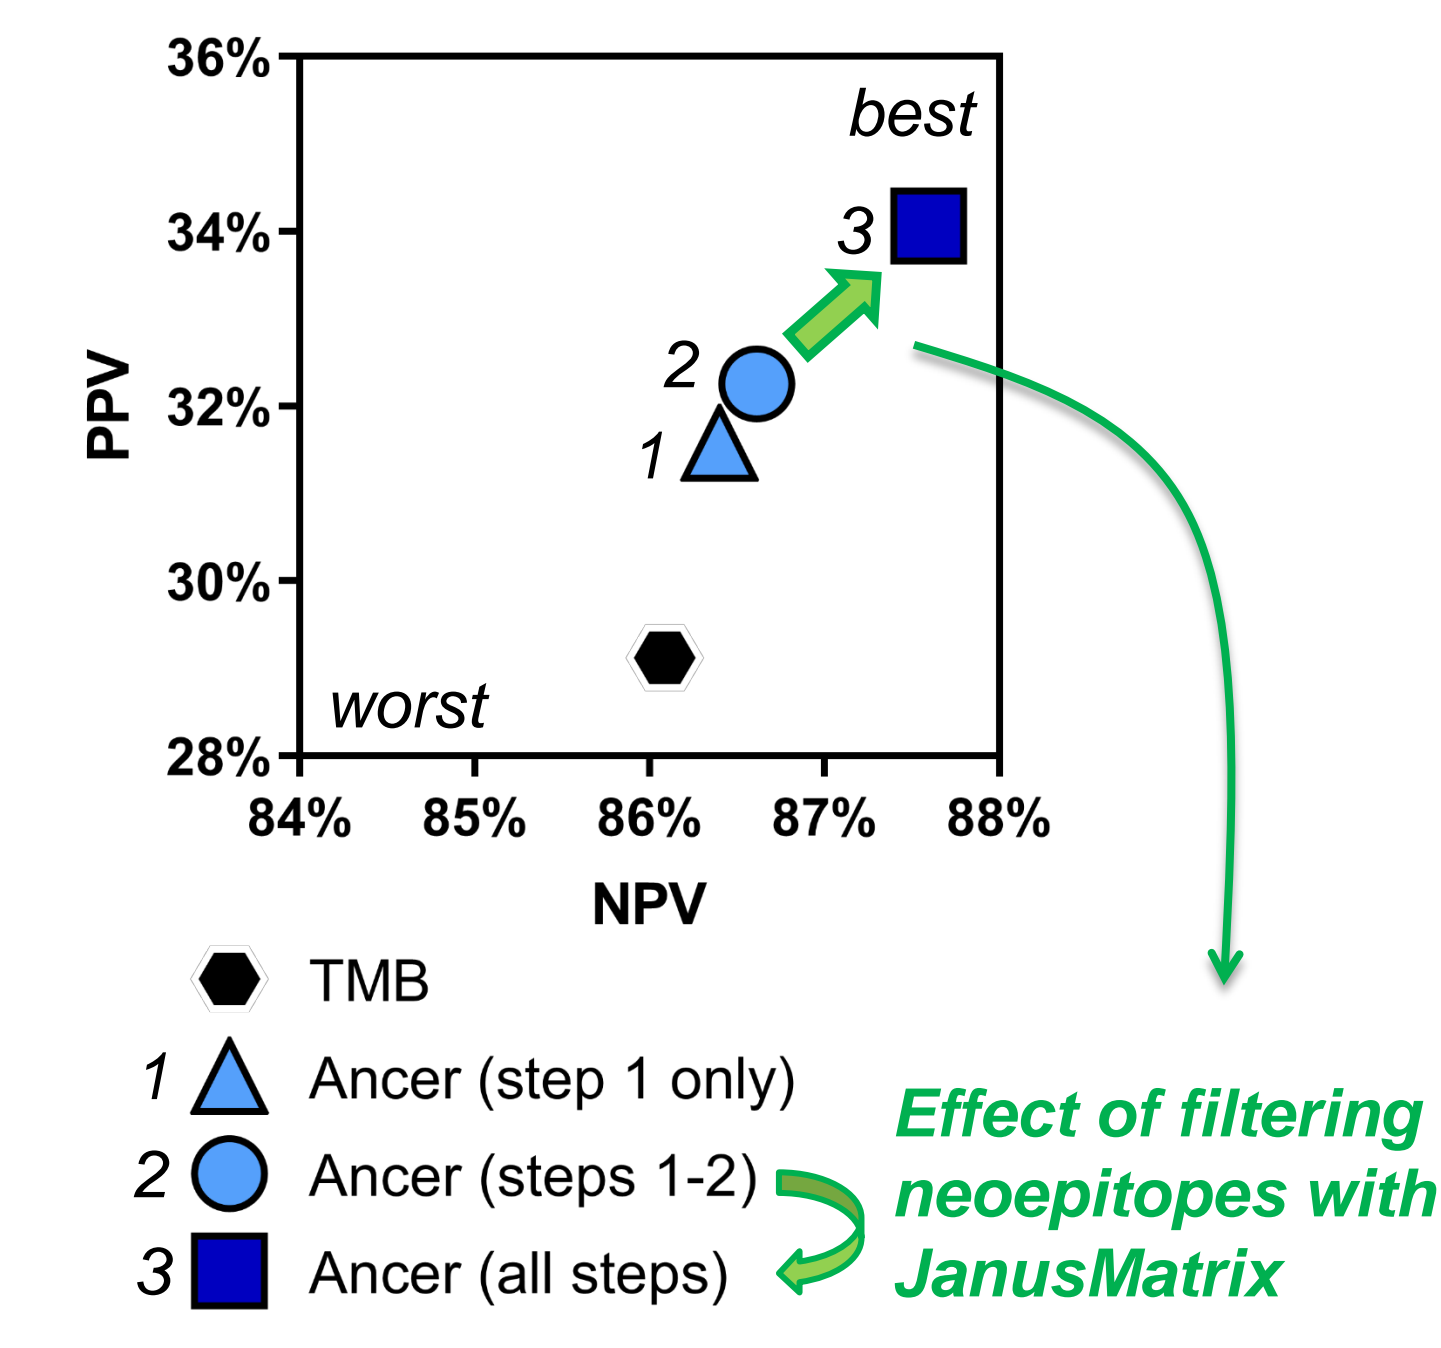 36%
best
34%
3
2
PPV
32%
1
30%
worst
28%
84% 85% 86% 87% 88%
NPV
TMB
1 Ancer (step 1 only)
2 Ancer (steps 1-2)
3 Ancer (all steps)
Effect of filtering
neoepitopes with
JanusMatrix